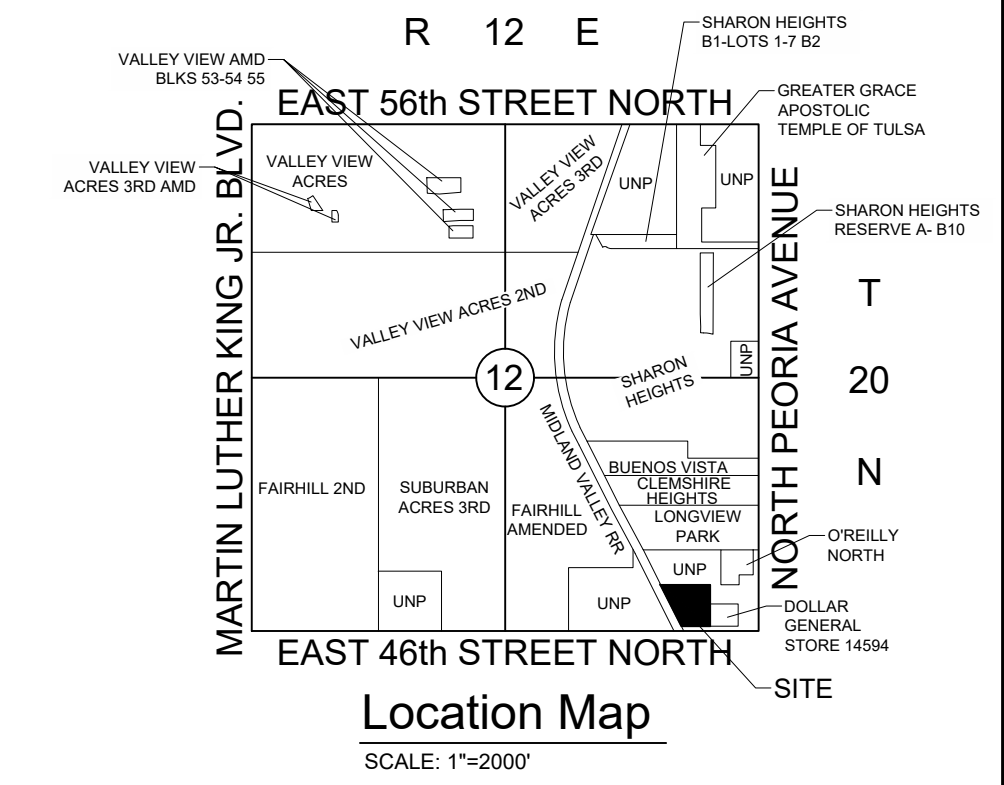 R 12 E
SHARON HEIGHTS
B1-LOTS 1-7 B2
VALLEY VIEW AMD
BLKS 53-54 55
EAST 56th STREET NORTH
GREATER GRACE
APOSTOLIC
TEMPLE OF TULSA
VALLEY VIEW
ACRES 3RD AMD
MARTIN LUTHER KING JR. BLVD.
VALLEY VIEW
ACRES
VALLEY VIEW
ACRES 3RD
UNP
UNP
SHARON HEIGHTS
RESERVE A- B10
NORTH PEORIA AVENUE
T
20
N
VALLEY VIEW ACRES 2ND
UNP
12
SHARON
HEIGHTS
MIDLAND VALLEY RR
FAIRHILL 2ND
SUBURBAN
ACRES 3RD
FAIRHILL
AMENDED
BUENOS VISTA
CLEMSHIRE
HEIGHTS
LONGVIEW
PARK
O'REILLY
NORTH
UNP
UNP
UNP
DOLLAR
GENERAL
STORE 14594
EAST 46th STREET NORTH
SITE
Location Map
SCALE: 1"=2000'